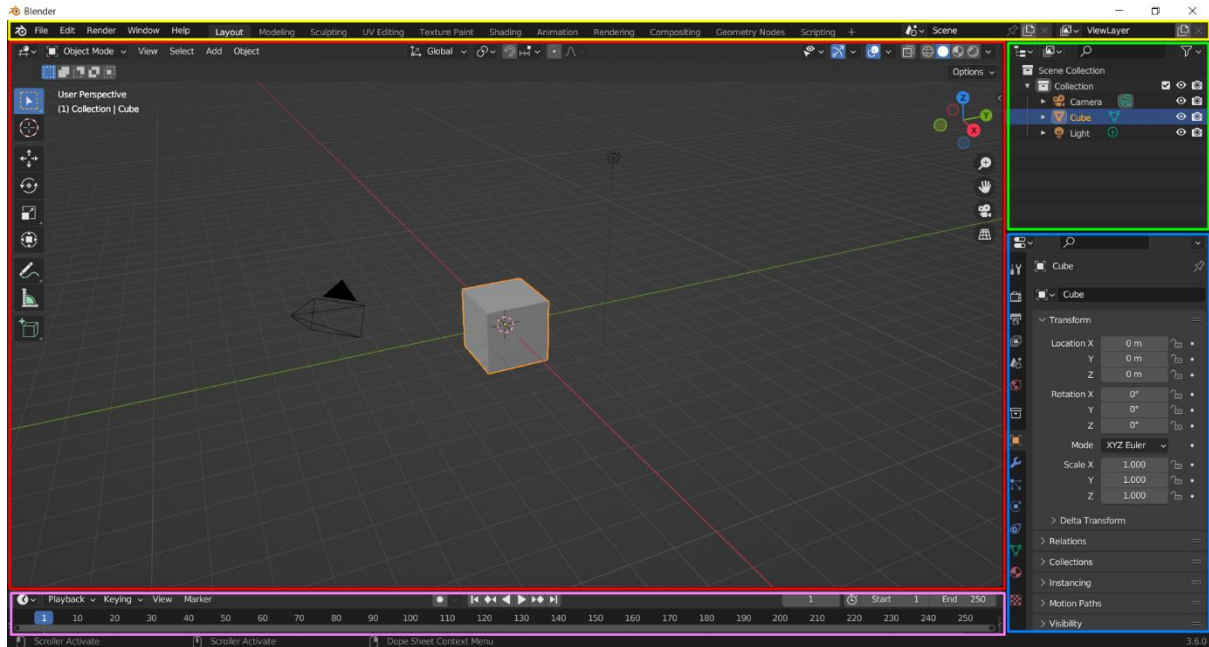 Blender
File Edit Render Window Help Layout Modeling Sculpting UV Editing Texture Paint Shading Animation Rendering Compositing Geometry Nodes Scripting + Scene ViewLayer
Object Mode View Select Add Object Global
Options
User Perspective
(1) Collection | Cube
Z
Y
X
Scene Collection
Collection
Camera
Cube
Light
Cube
Cube
Transform
Location X 0 m
Y 0 m
Z 0 m
Rotation X 0°
Y 0°
Z 0°
Mode XYZ Euler
Scale X 1.000
Y 1.000
Z 1.000
Delta Transform
Relations
Collections
Instancing
Motion Paths
Visibility
Playback Keying View Marker 1 Start 1 End 250
1 10 20 30 40 50 60 70 80 90 100 110 120 130 140 150 160 170 180 190 200 210 220 230 240 250
Scroller Activate Scroller Activate Dope Sheet Context Menu 3.6.0